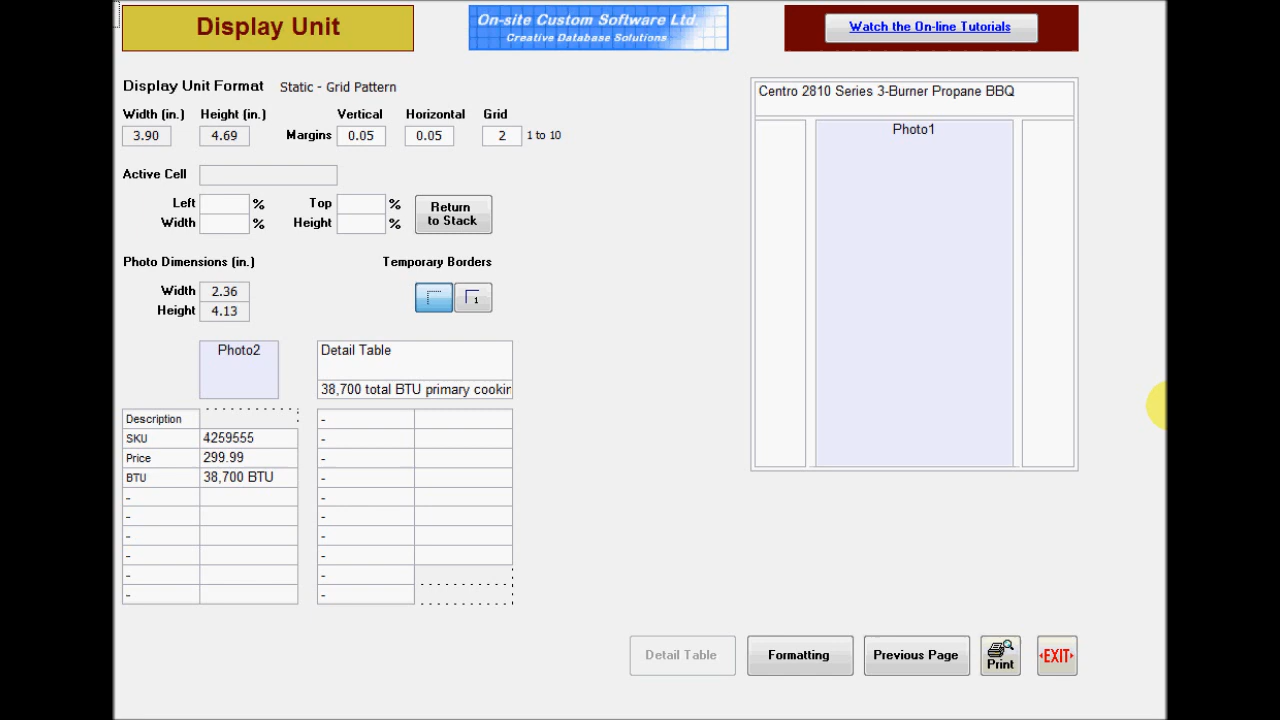 Display Unit
On-site Custom Software Ltd.
Creative Database Solutions
Watch the On-line Tutorials
Display Unit Format Static - Grid Pattern
Width (in.) Height (in.) Vertical Horizontal Grid
3.90 4.69 Margins 0.05 0.05 2 1 to 10
Active Cell
Left % Top %
Width % Height %
Return
to Stack
Photo Dimensions (in.) Temporary Borders
Width 2.36
Height 4.13
1
Photo2
Detail Table
38,700 total BTU primary cookin
Description -
SKU 4259555 -
Price 299.99 -
BTU 38,700 BTU -
- -
- -
- -
- -
- -
- -
Centro 2810 Series 3-Burner Propane BBQ
Photo1
Detail Table Formatting Previous Page Print EXIT